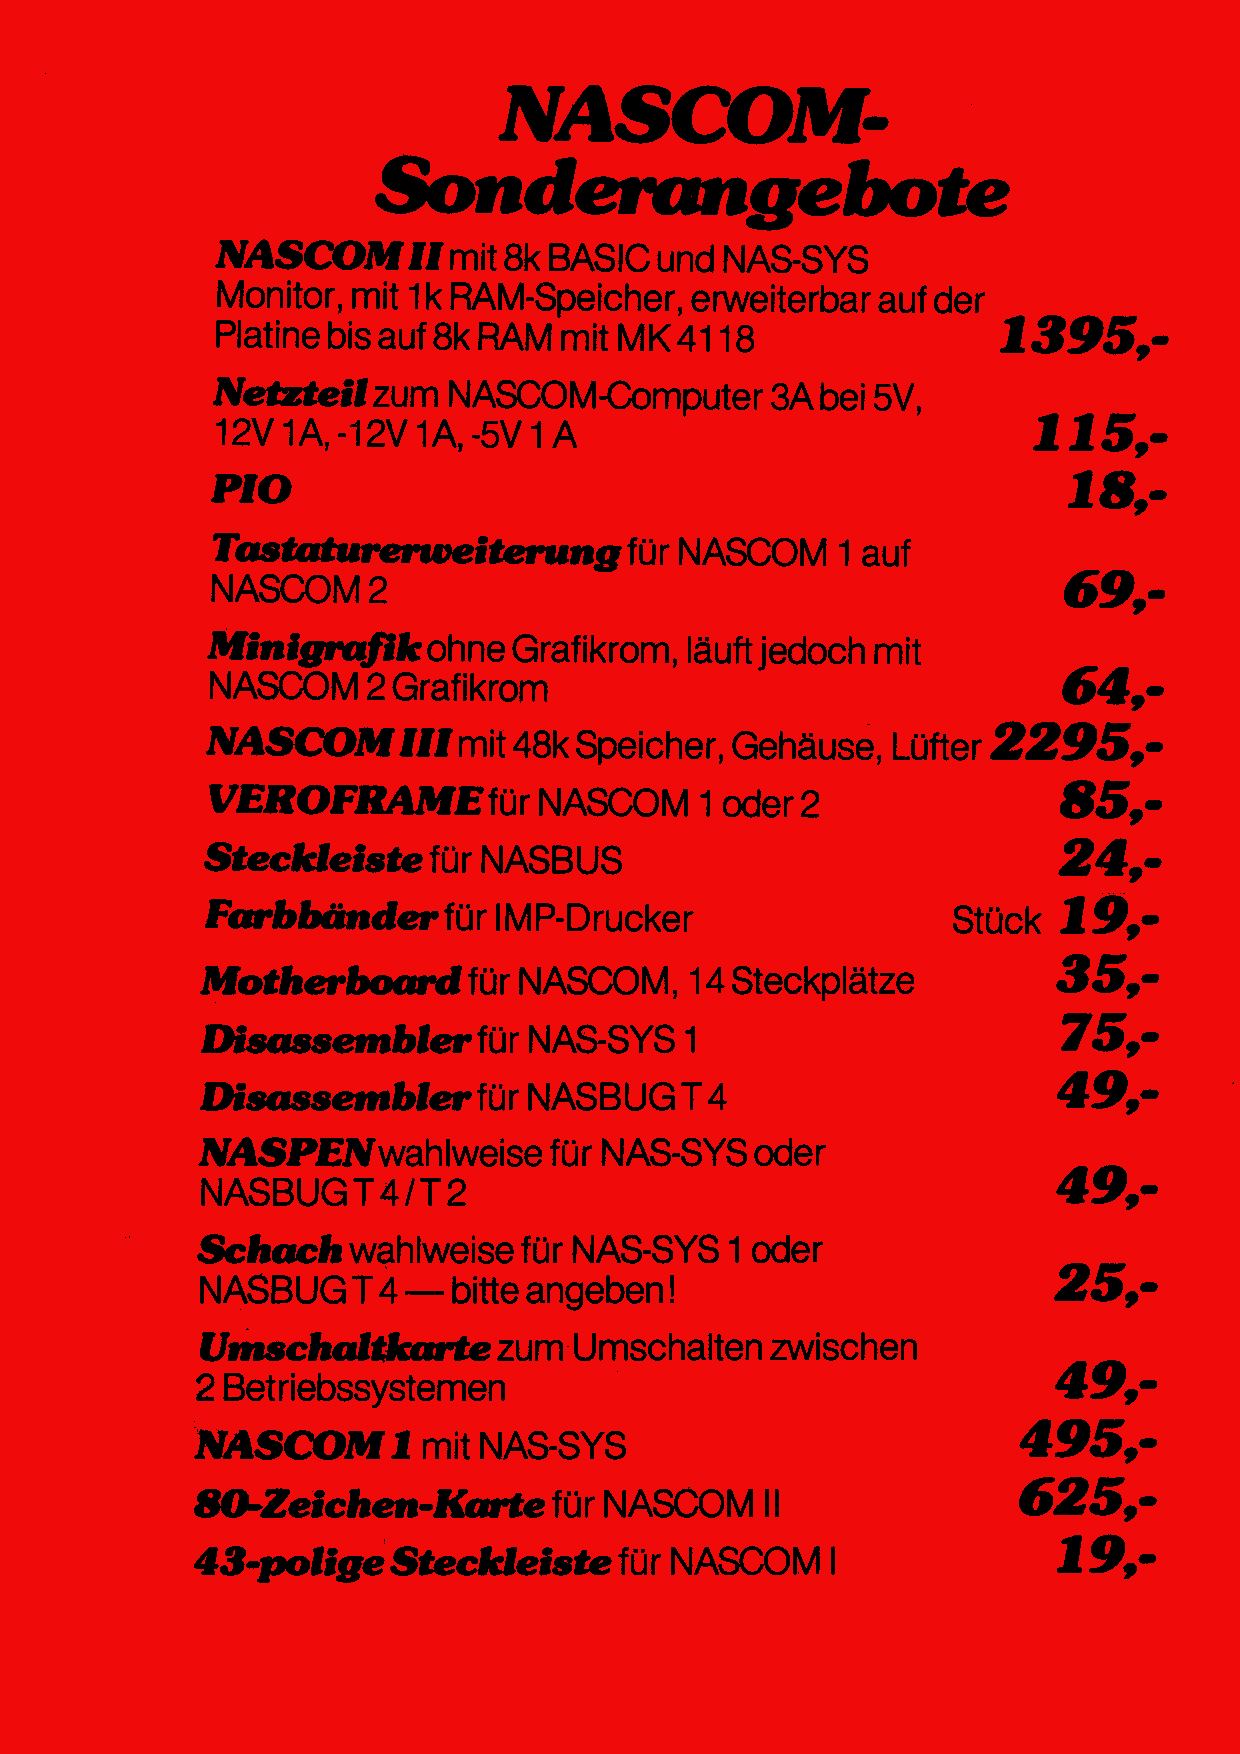 NASCOM-
Sonderangebote
NASCOM II mit 8k BASIC und NAS-SYS
Monitor, mit 1k RAM-Speicher, erweiterbar auf der
Platine bis auf 8k RAM mit MK 4118 1395,-
Netzteil zum NASCOM-Computer 3A bei 5V,
12V 1A, -12V 1A, -5V 1 A 115,-
PIO 18,-
Tastaturerweiterung für NASCOM 1 auf
NASCOM 2 69,-
Minigrafik ohne Grafikrom, läuft jedoch mit
NASCOM 2 Grafikrom 64,-
NASCOM III mit 48k Speicher, Gehäuse, Lüfter 2295,-
VEROFRAME für NASCOM 1 oder 2 85,-
Steckleiste für NASBUS 24,-
Farbbänder für IMP-Drucker Stück 19,-
Motherboard für NASCOM, 14 Steckplätze 35,-
Disassembler für NAS-SYS 1 75,-
Disassembler für NASBUG T 4 49,-
NASPEN wahlweise für NAS-SYS oder
NASBUG T 4 / T 2 49,-
Schach wahlweise für NAS-SYS 1 oder
NASBUG T 4 — bitte angeben! 25,-
Umschaltkarte zum Umschalten zwischen
2 Betriebssystemen 49,-
NASCOM 1 mit NAS-SYS 495,-
80-Zeichen-Karte für NASCOM II 625,-
43-polige Steckleiste für NASCOM I 19,-